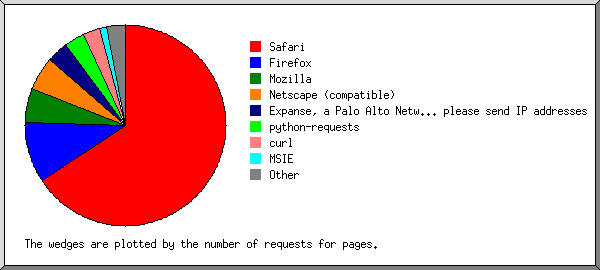 Safari
Firefox
Mozilla
Netscape (compatible)
Expanse, a Palo Alto Netw... please send IP addresses
python-requests
curl
MSIE
Other
The wedges are plotted by the number of requests for pages.